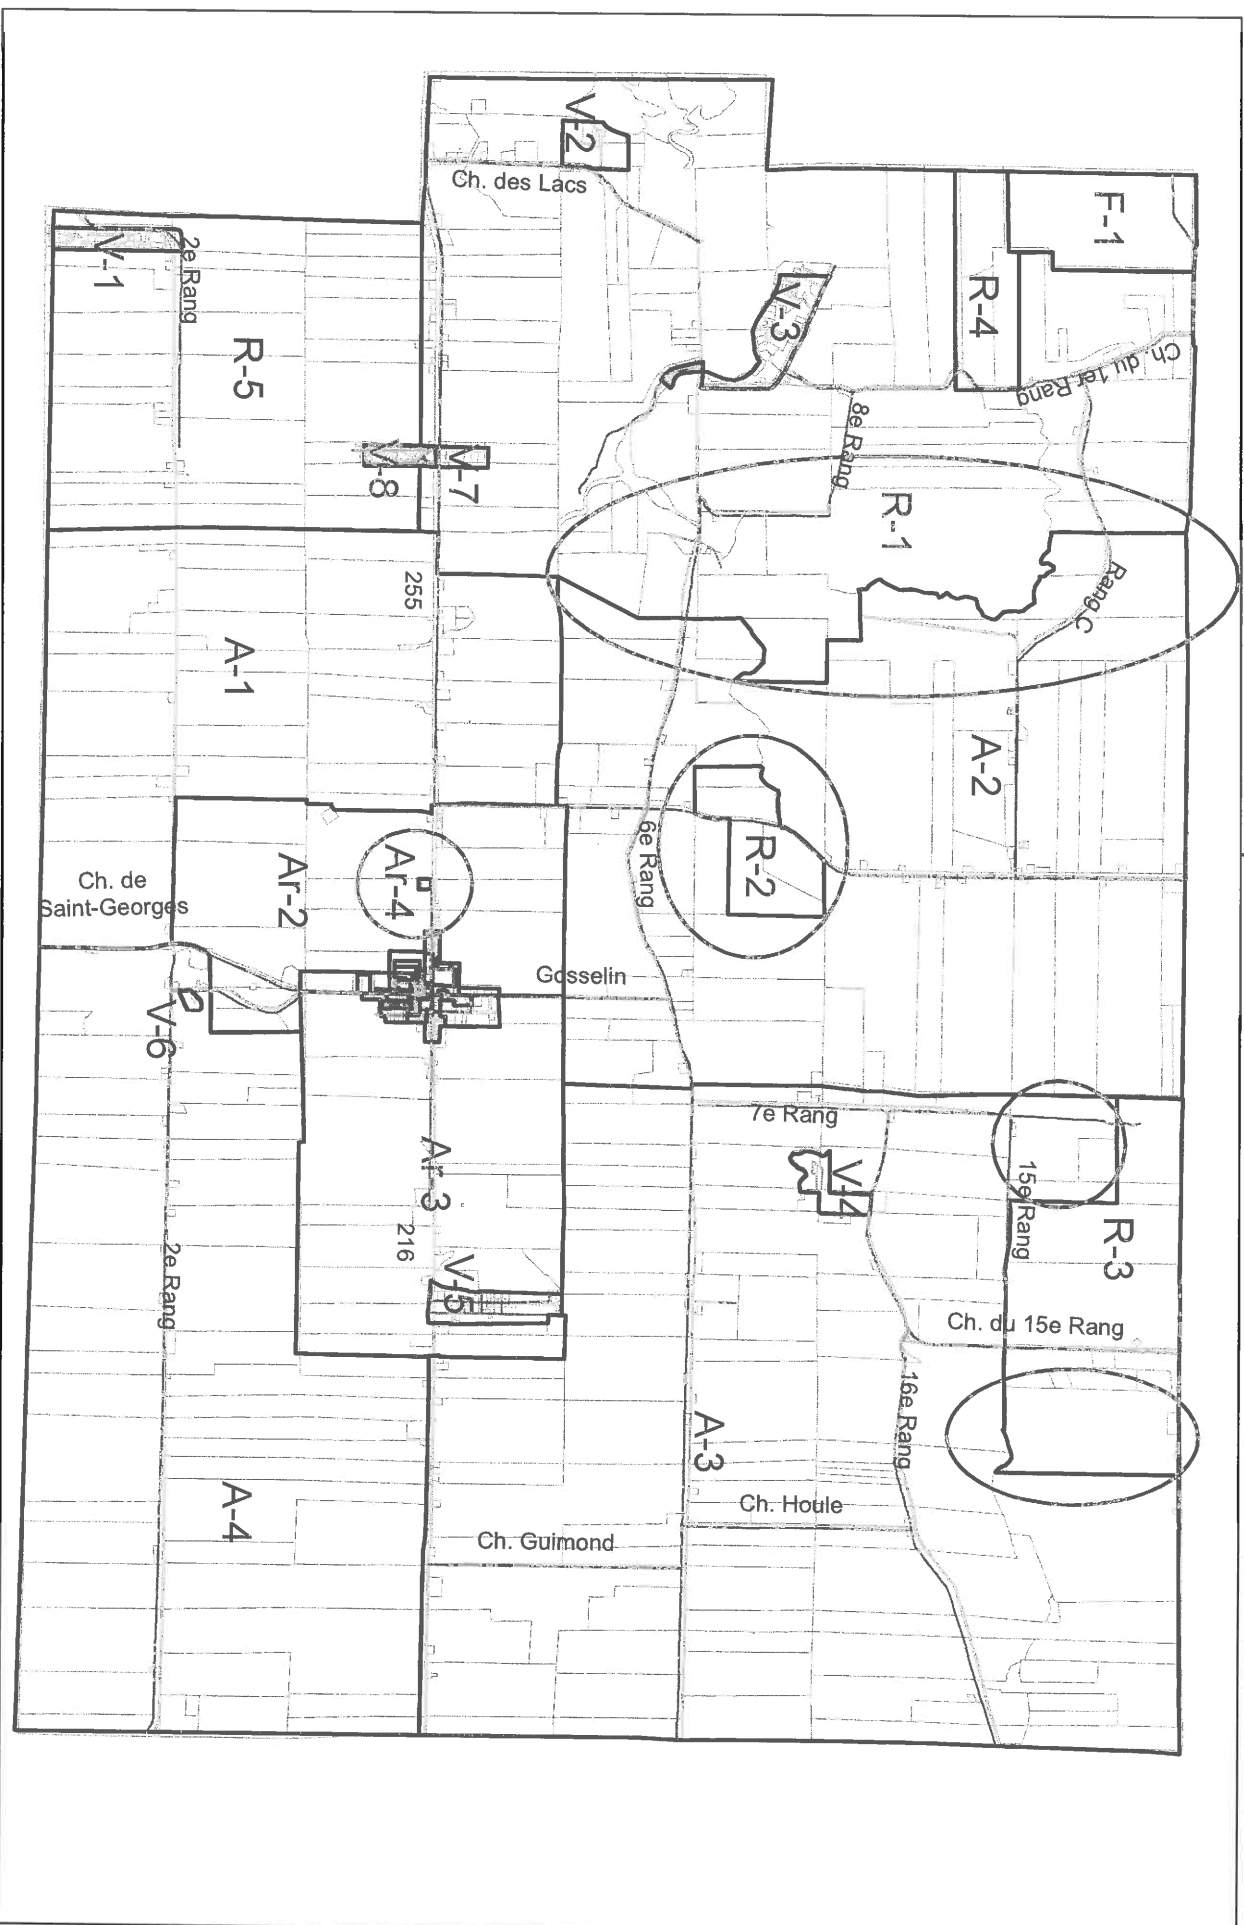 V-2
Ch. des Lacs
F-1
V-1
2e Rang
R-4
V-3
R-5
Ch. du 1er Rang
8e Rang
V-8
V-7
R-1
255
Rang C
A-1
A-2
6e Rang
R-2
Ar-4
Ar-2
Ch. de
Saint-Georges
Gosselin
V-6
7e Rang
V-4
15e Rang
Ar-3
R-3
216
V-5
2e Rang
Ch. du 15e Rang
16e Rang
A-3
A-4
Ch. Houle
Ch. Guimond